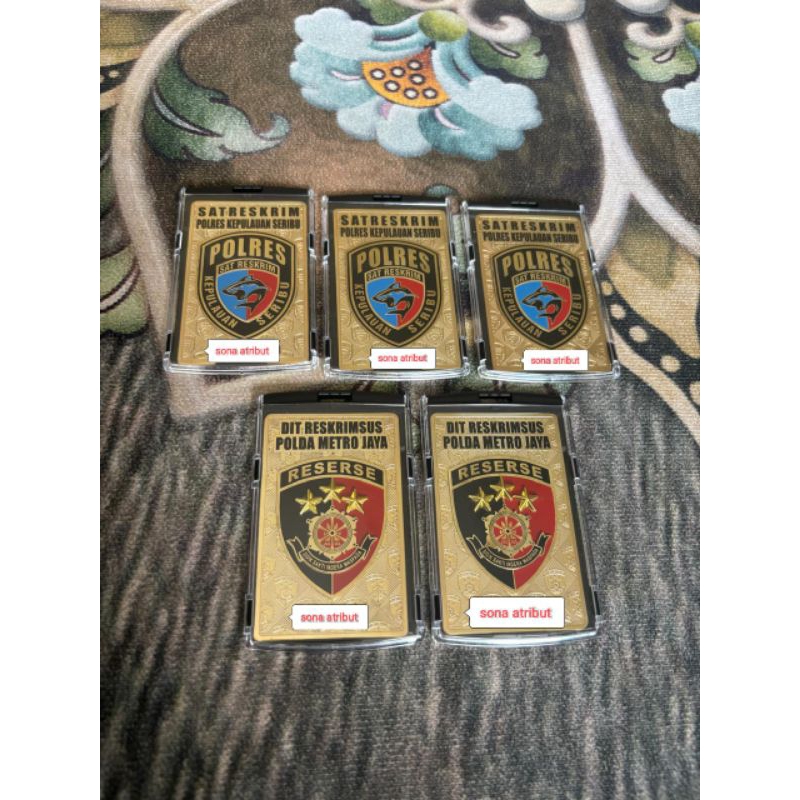 SATRESKRIM
POLRES KEPULAUAN SERIBU
POLRES
SAT RESKRIM
KEPULAUAN SERIBU
sona atribut
SATRESKRIM
POLRES KEPULAUAN SERIBU
POLRES
SAT RESKRIM
KEPULAUAN SERIBU
sona atribut
SATRESKRIM
POLRES KEPULAUAN SERIBU
POLRES
SAT RESKRIM
KEPULAUAN SERIBU
sona atribut
DIT RESKRIMSUS
POLDA METRO JAYA
RESERSE
sona atribut
DIT RESKRIMSUS
POLDA METRO JAYA
RESERSE
sona atribut